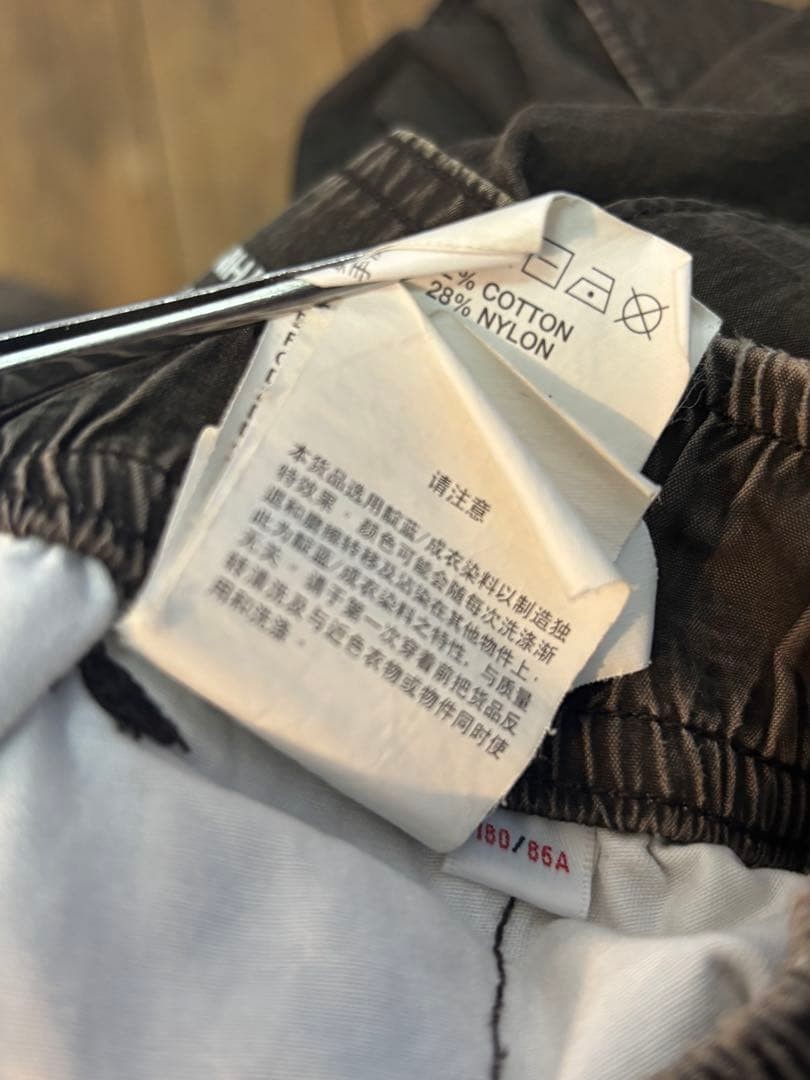 % COTTON
28% NYLON
请注意
本货品选用靛蓝/成衣染料以制造独
特效果。颜色可能会随每次洗涤渐
退和磨擦转移及沾染在其他物件上,
此为靛蓝/成衣染料之特性,与质量
无关。请于第一次穿着前把货品反
转清洗及与近色衣物或物件同时使
用和洗涤。